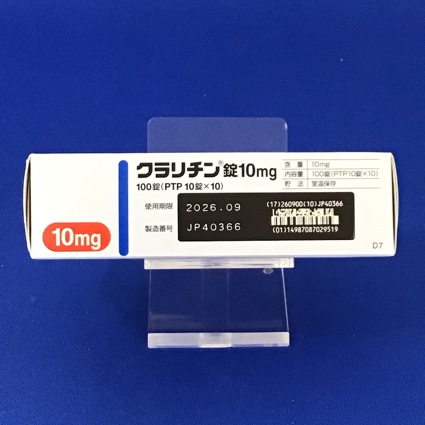 クラリチン®錠10mg
100錠(PTP 10錠×10)
含量 10mg
内容量 100錠(PTP10錠×10)
貯法 室温保存
使用期限 2026.09
製造番号 JP40366
(17)260900(10)JP40366
(01)14987087029519
10mg
D7